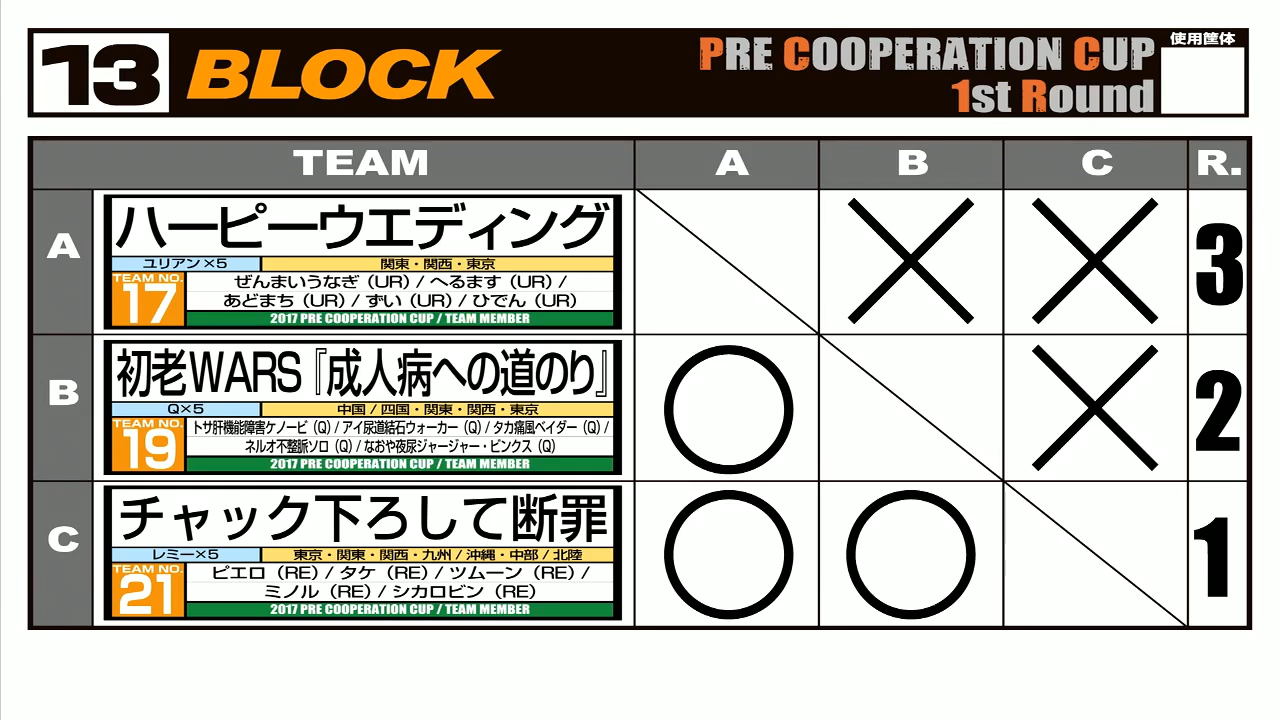 13 BLOCK
PRE COOPERATION CUP
1st Round
使用筐体
TEAM A B C R.
A
ハーピーウエディング
ユリアン×5 関東・関西・東京
TEAM NO.
17
ぜんまいうなぎ（UR）/ へるます（UR）/
あどまち（UR）/ ずい（UR）/ ひでん（UR）
2017 PRE COOPERATION CUP / TEAM MEMBER
3
B
初老WARS『成人病への道のり』
Q×5 中国 / 四国・関東・関西・東京
TEAM NO.
19
トサ肝機能障害ケノービ（Q）/ アイ尿道結石ウォーカー（Q）/ タカ痛風ベイダー（Q）/
ネルオ不整脈ソロ（Q）/ なおや夜尿ジャージャー・ビンクス（Q）
2017 PRE COOPERATION CUP / TEAM MEMBER
2
C
チャック下ろして断罪
レミー×5 東京・関東・関西・九州 / 沖縄・中部 / 北陸
TEAM NO.
21
ピエロ（RE）/ タケ（RE）/ ツムーン（RE）/
ミノル（RE）/ シカロビン（RE）
2017 PRE COOPERATION CUP / TEAM MEMBER
1